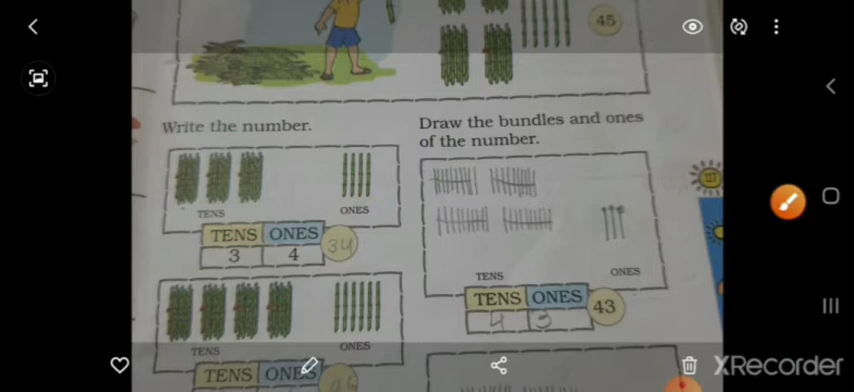 45
Write the number.
TENS
ONES
TENS ONES
3 4
34
TENS
ONES
TENS ONES
Draw the bundles and ones
of the number.
TENS
ONES
TENS ONES
4 3
43
XRecorder